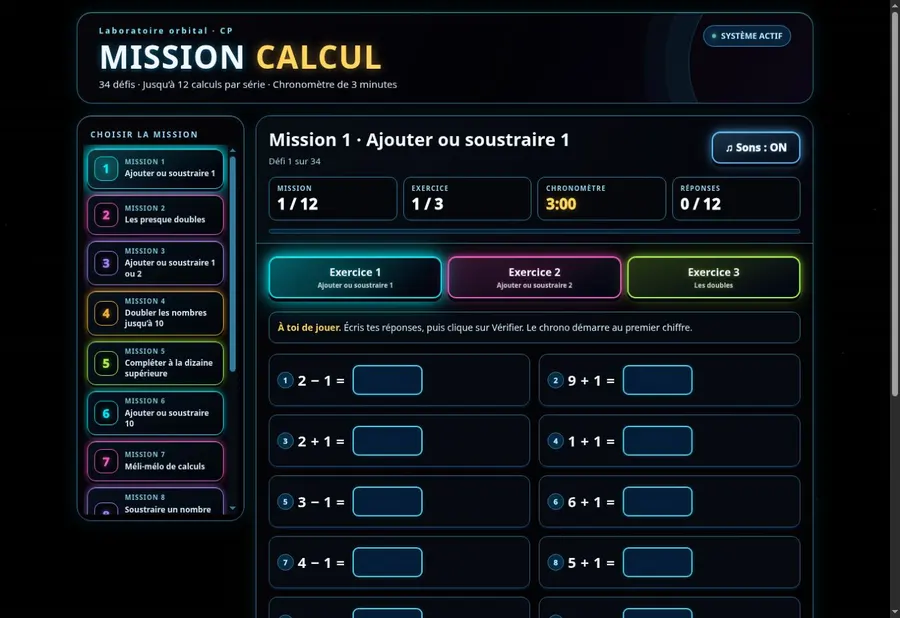 Laboratoire orbital · CP
MISSION CALCUL
34 défis · Jusqu'à 12 calculs par série · Chronomètre de 3 minutes
SYSTÈME ACTIF
CHOISIR LA MISSION
1
MISSION 1
Ajouter ou soustraire 1
2
MISSION 2
Les presque doubles
3
MISSION 3
Ajouter ou soustraire 1
ou 2
4
MISSION 4
Doubler les nombres
jusqu'à 10
5
MISSION 5
Compléter à la dizaine
supérieure
6
MISSION 6
Ajouter ou soustraire
10
7
MISSION 7
Méli-mélo de calculs
8
MISSION 8
Soustraire un nombre
Mission 1 · Ajouter ou soustraire 1
Défi 1 sur 34
♫ Sons : ON
MISSION
1 / 12
EXERCICE
1 / 3
CHRONOMÈTRE
3:00
RÉPONSES
0 / 12
Exercice 1
Ajouter ou soustraire 1
Exercice 2
Ajouter ou soustraire 2
Exercice 3
Les doubles
À toi de jouer. Écris tes réponses, puis clique sur Vérifier. Le chrono démarre au premier chiffre.
1 2 − 1 =
2 9 + 1 =
3 2 + 1 =
4 1 + 1 =
5 3 − 1 =
6 6 + 1 =
7 4 − 1 =
8 5 + 1 =